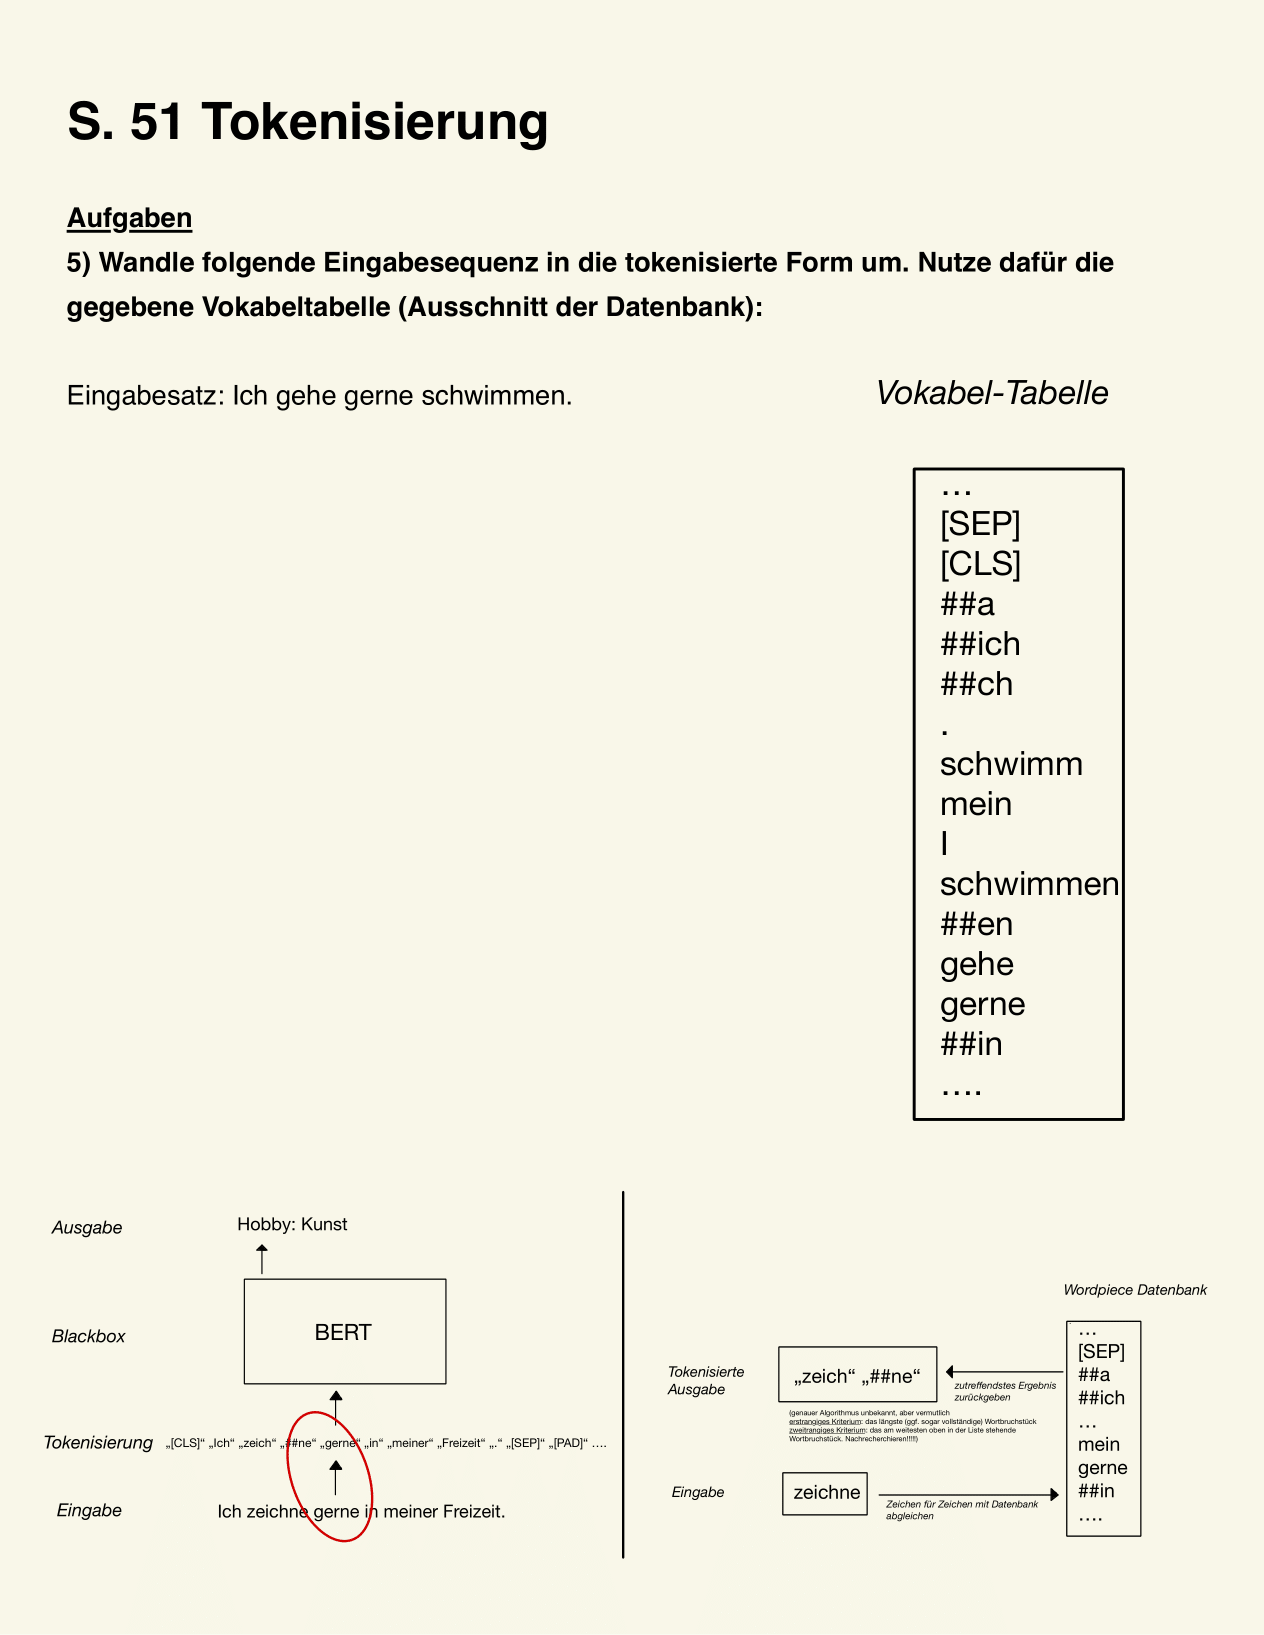 S. 51 Tokenisierung
Aufgaben
5) Wandle folgende Eingabesequenz in die tokenisierte Form um. Nutze dafür die
gegebene Vokabeltabelle (Ausschnitt der Datenbank):
Eingabesatz: Ich gehe gerne schwimmen.
Vokabel-Tabelle
…
[SEP]
[CLS]
##a
##ich
##ch
.
schwimm
mein
I
schwimmen
##en
gehe
gerne
##in
….
Ausgabe
Hobby: Kunst
Blackbox
BERT
Tokenisierung
„[CLS]“ „Ich“ „zeich“ „##ne“ „gerne“ „in“ „meiner“ „Freizeit“ „.“ „[SEP]“ „[PAD]“ ….
Eingabe
Ich zeichne gerne in meiner Freizeit.
Wordpiece Datenbank
…
[SEP]
##a
##ich
…
mein
gerne
##in
….
Tokenisierte
Ausgabe
„zeich“ „##ne“
zutreffendstes Ergebnis
zurückgeben
(genauer Algorithmus unbekannt, aber vermutlich
erstrangiges Kriterium: das längste (ggf. sogar vollständige) Wortbruchstück
zweitrangiges Kriterium: das am weitesten oben in der Liste stehende
Wortbruchstück. Nachrecherchieren!!!!!)
Eingabe
zeichne
Zeichen für Zeichen mit Datenbank
abgleichen